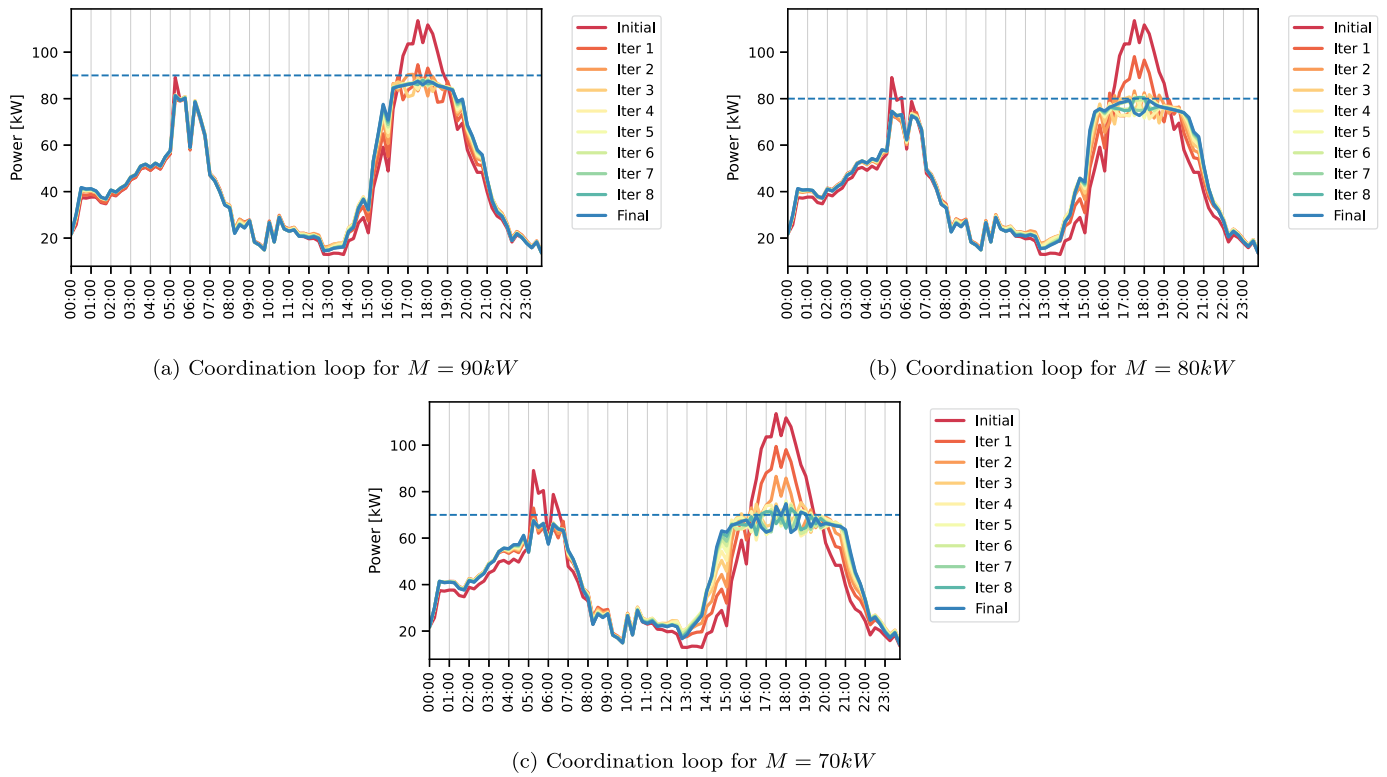 100
80
60
40
20
Power [kW]
00:00
01:00
02:00
03:00
04:00
05:00
06:00
07:00
08:00
09:00
10:00
11:00
12:00
13:00
14:00
15:00
16:00
17:00
18:00
19:00
20:00
21:00
22:00
23:00
Initial
Iter 1
Iter 2
Iter 3
Iter 4
Iter 5
Iter 6
Iter 7
Iter 8
Final
(a) Coordination loop for M = 90kW
100
80
60
40
20
Power [kW]
00:00
01:00
02:00
03:00
04:00
05:00
06:00
07:00
08:00
09:00
10:00
11:00
12:00
13:00
14:00
15:00
16:00
17:00
18:00
19:00
20:00
21:00
22:00
23:00
Initial
Iter 1
Iter 2
Iter 3
Iter 4
Iter 5
Iter 6
Iter 7
Iter 8
Final
(b) Coordination loop for M = 80kW
100
80
60
40
20
Power [kW]
00:00
01:00
02:00
03:00
04:00
05:00
06:00
07:00
08:00
09:00
10:00
11:00
12:00
13:00
14:00
15:00
16:00
17:00
18:00
19:00
20:00
21:00
22:00
23:00
Initial
Iter 1
Iter 2
Iter 3
Iter 4
Iter 5
Iter 6
Iter 7
Iter 8
Final
(c) Coordination loop for M = 70kW